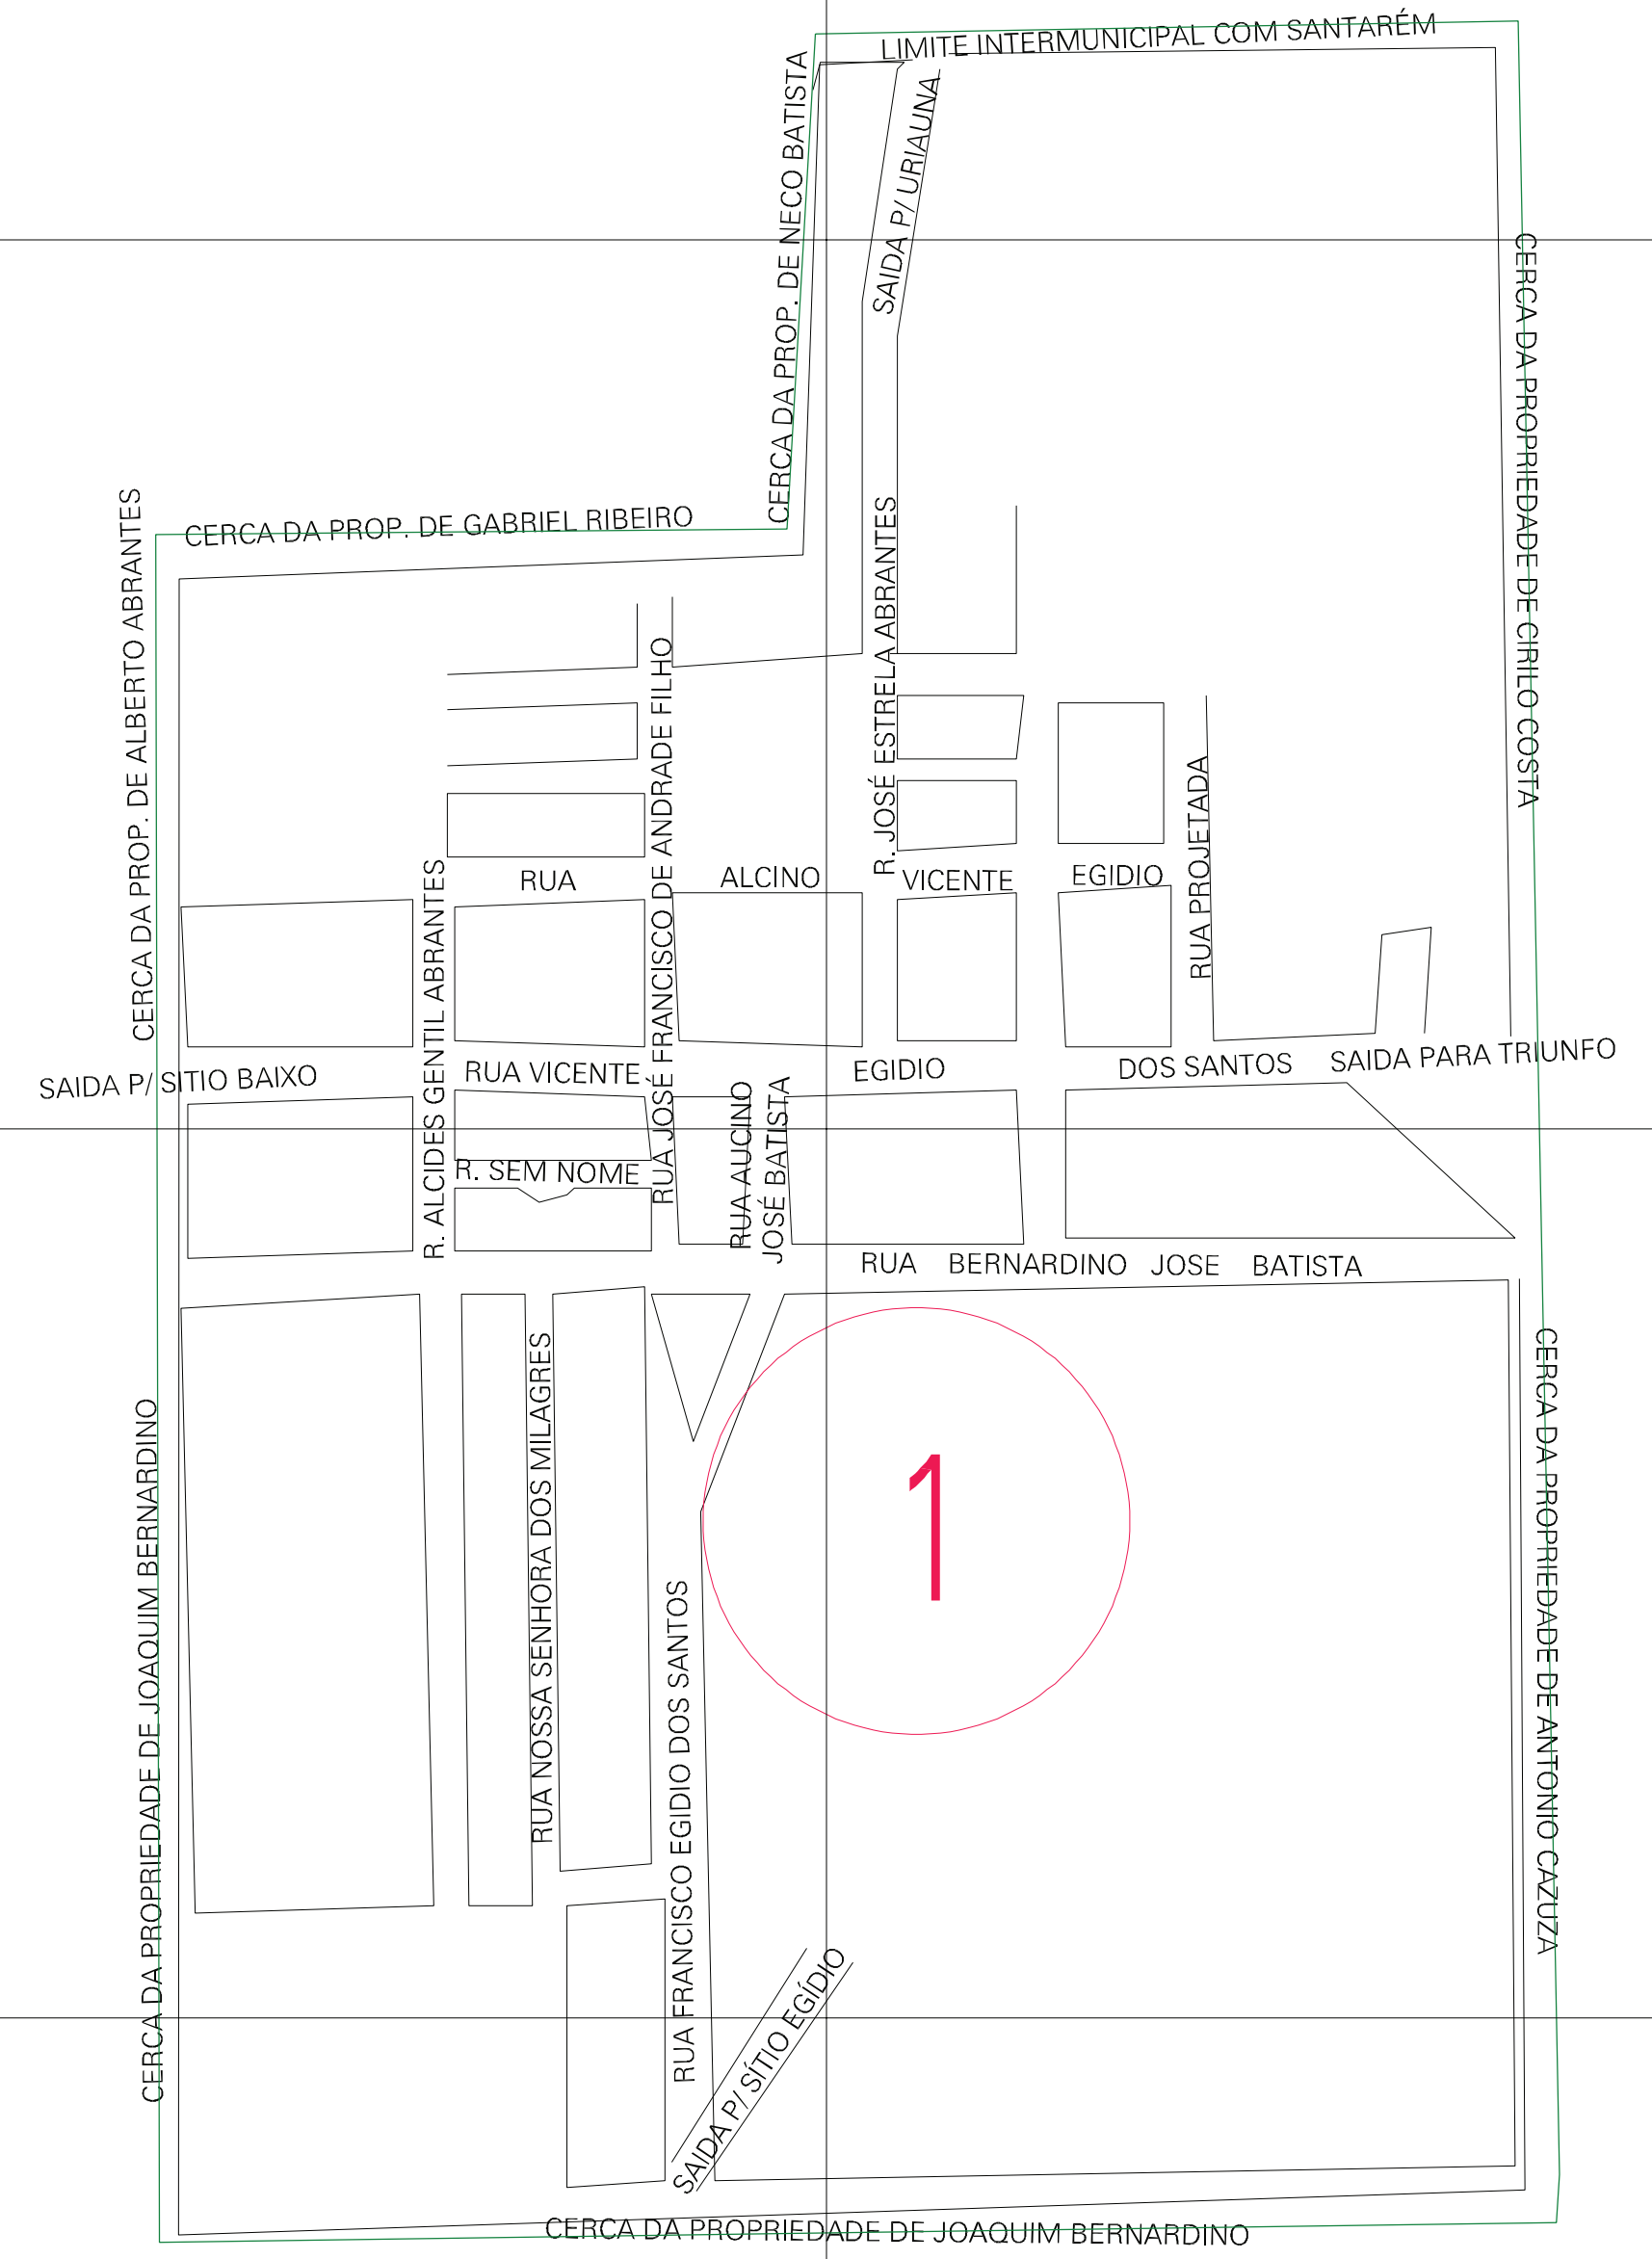 LIMITE INTERMUNICIPAL COM SANTARÉM
CERCA DA PROP. DE NECO BATISTA
SAIDA P/ URIAUNA
CERCA DA PROPRIEDADE DE CIRILO COSTA
CERCA DA PROP. DE GABRIEL RIBEIRO
CERCA DA PROP. DE ALBERTO ABRANTES
R. JOSÉ ESTRELA ABRANTES
RUA JOSÉ FRANCISCO DE ANDRADE FILHO
RUA PROJETADA
R. ALCIDES GENTIL ABRANTES
RUA ALCINO VICENTE EGIDIO
SAIDA P/ SITIO BAIXO
RUA VICENTE EGIDIO DOS SANTOS
SAIDA PARA TRIUNFO
RUA AUCINO
JOSÉ BATISTA
R. SEM NOME
RUA BERNARDINO JOSE BATISTA
RUA NOSSA SENHORA DOS MILAGRES
CERCA DA PROPRIEDADE DE JOAQUIM BERNARDINO
1
CERCA DA PROPRIEDADE DE ANTONIO CAZUZA
RUA FRANCISCO EGIDIO DOS SANTOS
SAIDA P/ SÍTIO EGÍDIO
CERCA DA PROPRIEDADE DE JOAQUIM BERNARDINO